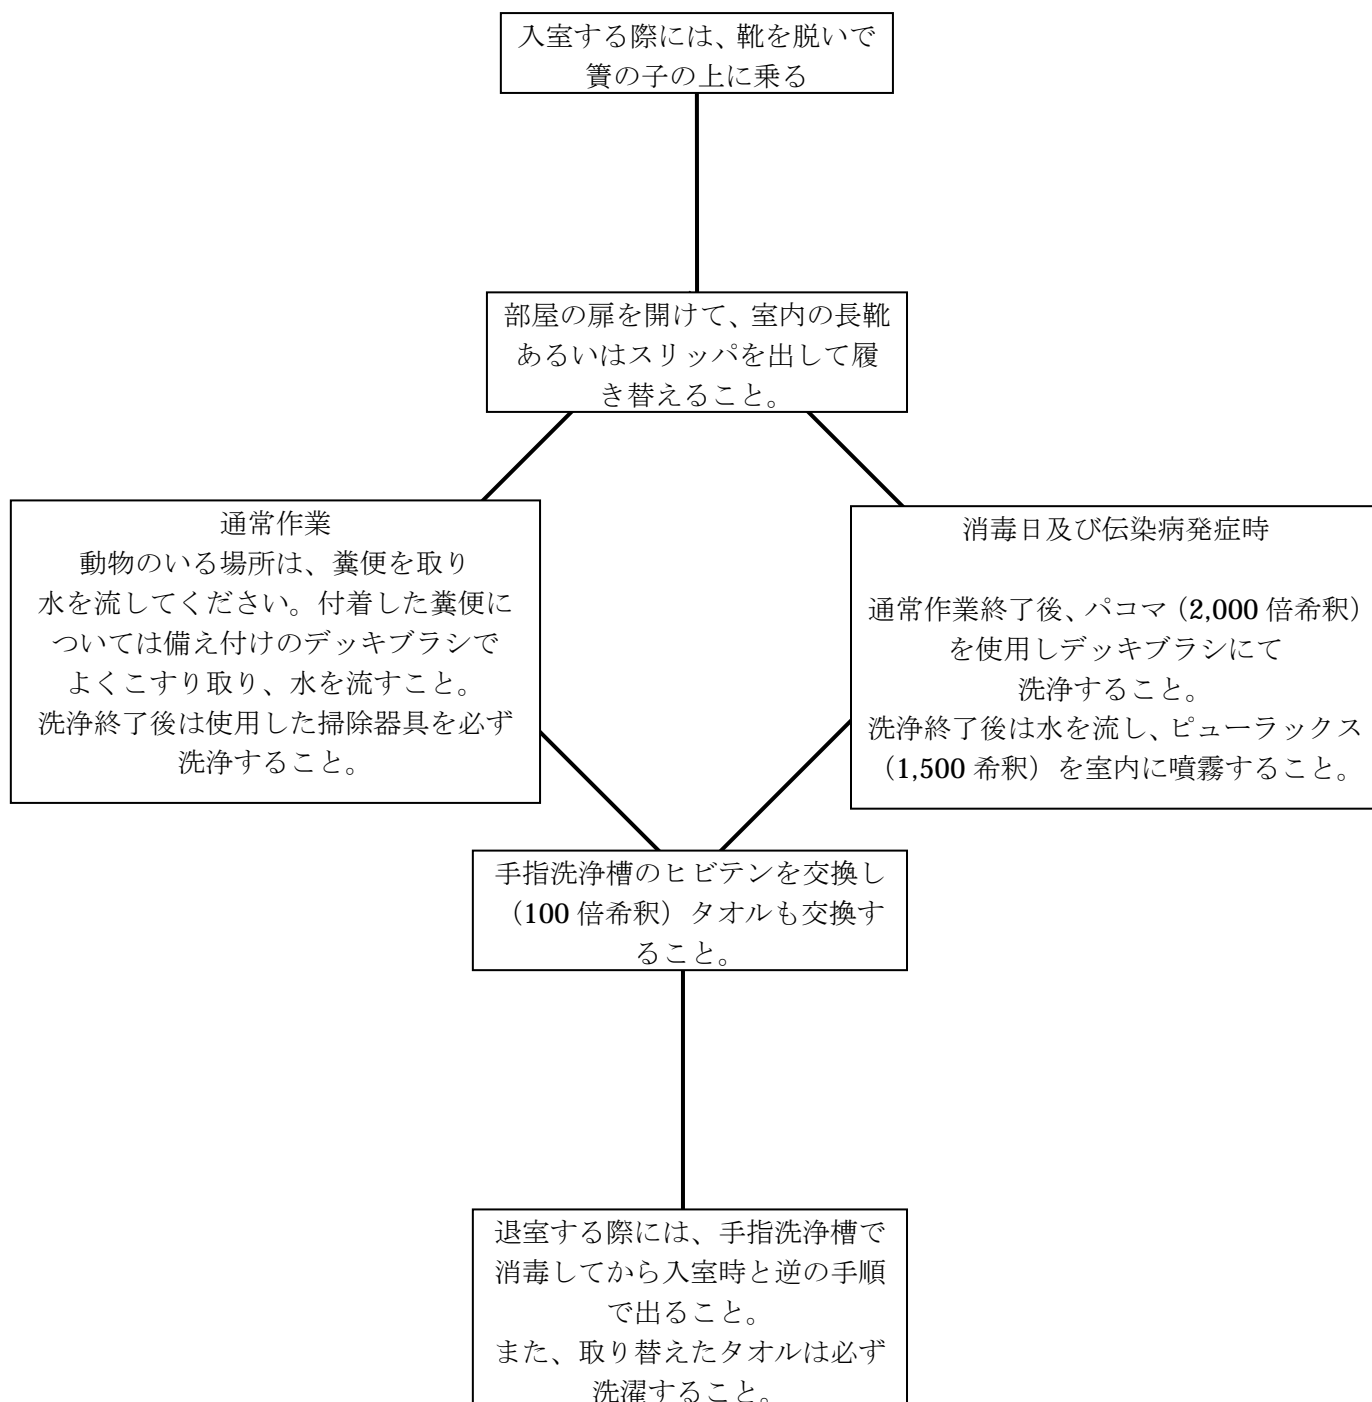 入室する際には、靴を脱いで
簀の子の上に乗る
部屋の扉を開けて、室内の長靴
あるいはスリッパを出して履
き替えること。
通常作業
動物のいる場所は、糞便を取り
水を流してください。付着した糞便に
ついては備え付けのデッキブラシで
よくこすり取り、水を流すこと。
洗浄終了後は使用した掃除器具を必ず
洗浄すること。
消毒日及び伝染病発症時
通常作業終了後、パコマ（2,000 倍希釈）
を使用しデッキブラシにて
洗浄すること。
洗浄終了後は水を流し、ピューラックス
（1,500 希釈）を室内に噴霧すること。
手指洗浄槽のヒビテンを交換し
（100 倍希釈）タオルも交換す
ること。
退室する際には、手指洗浄槽で
消毒してから入室時と逆の手順
で出ること。
また、取り替えたタオルは必ず
洗濯すること。